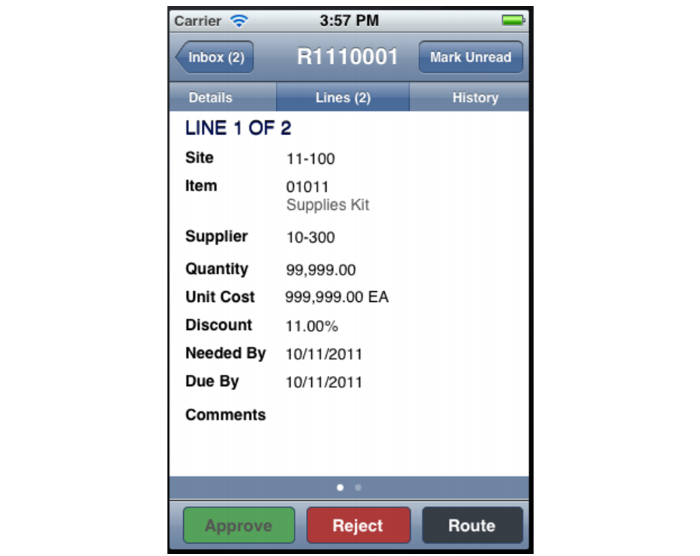 Carrier 3:57 PM
Inbox (2) R1110001 Mark Unread
Details Lines (2) History
LINE 1 OF 2
Site 11-100
Item 01011
Supplies Kit
Supplier 10-300
Quantity 99,999.00
Unit Cost 999,999.00 EA
Discount 11.00%
Needed By 10/11/2011
Due By 10/11/2011
Comments
Approve Reject Route